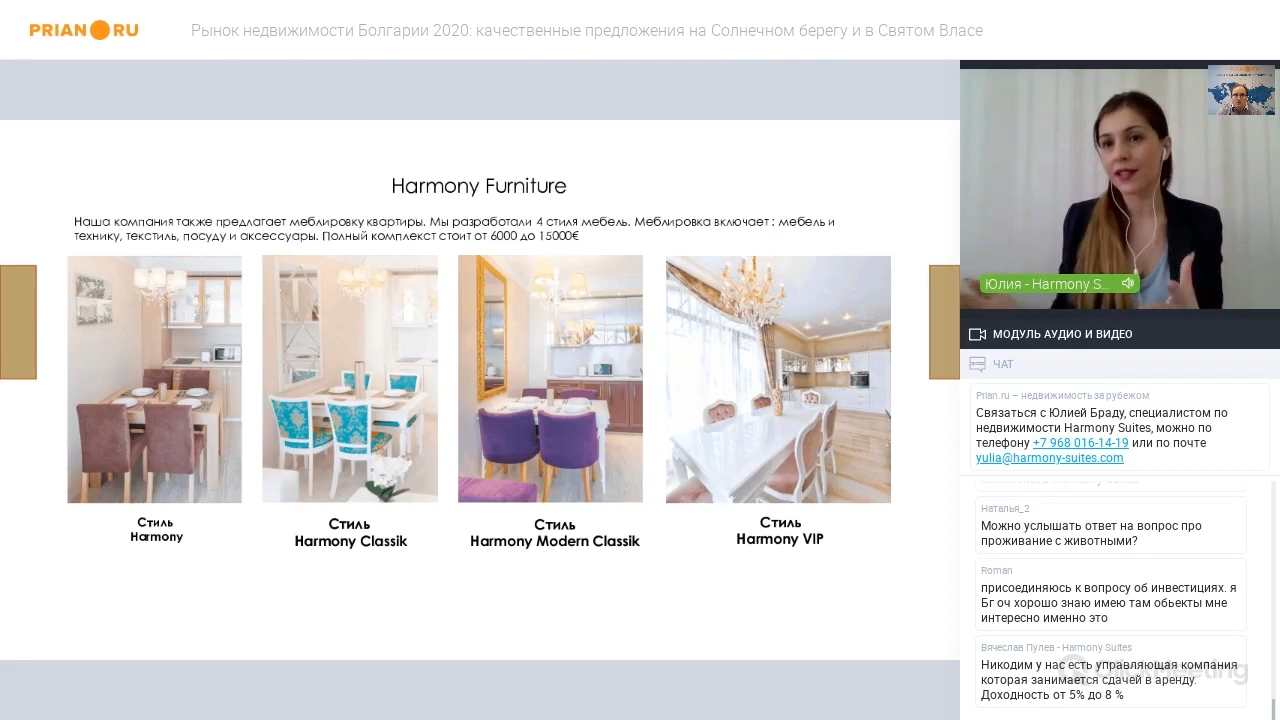 PRIAN.RU
Рынок недвижимости Болгарии 2020: качественные предложения на Солнечном берегу и в Святом Власе
Harmony Furniture
Наша компания также предлагает меблировку квартиры. Мы разработали 4 стиля мебель. Меблировка включает : мебель и
технику, текстиль, посуду и аксессуары. Полный комплекст стоит от 6000 до 15000€
Стиль
Harmony
Стиль
Harmony Classik
Стиль
Harmony Modern Classik
Стиль
Harmony VIP
Юлия - Harmony S...
МОДУЛЬ АУДИО И ВИДЕО
ЧАТ
Prian.ru – недвижимость за рубежом
Связаться с Юлией Браду, специалистом по
недвижимости Harmony Suites, можно по
телефону +7 968 016-14-19 или по почте
yulia@harmony-suites.com
Наталья_2
Можно услышать ответ на вопрос про
проживание с животными?
Roman
присоединяюсь к вопросу об инвестициях. я
Бг оч хорошо знаю имею там обьекты мне
интересно именно это
Вячеслав Пулев - Harmony Suites
Никодим у нас есть управляющая компания
которая занимается сдачей в аренду.
Доходность от 5% до 8 %
ClickMeeting